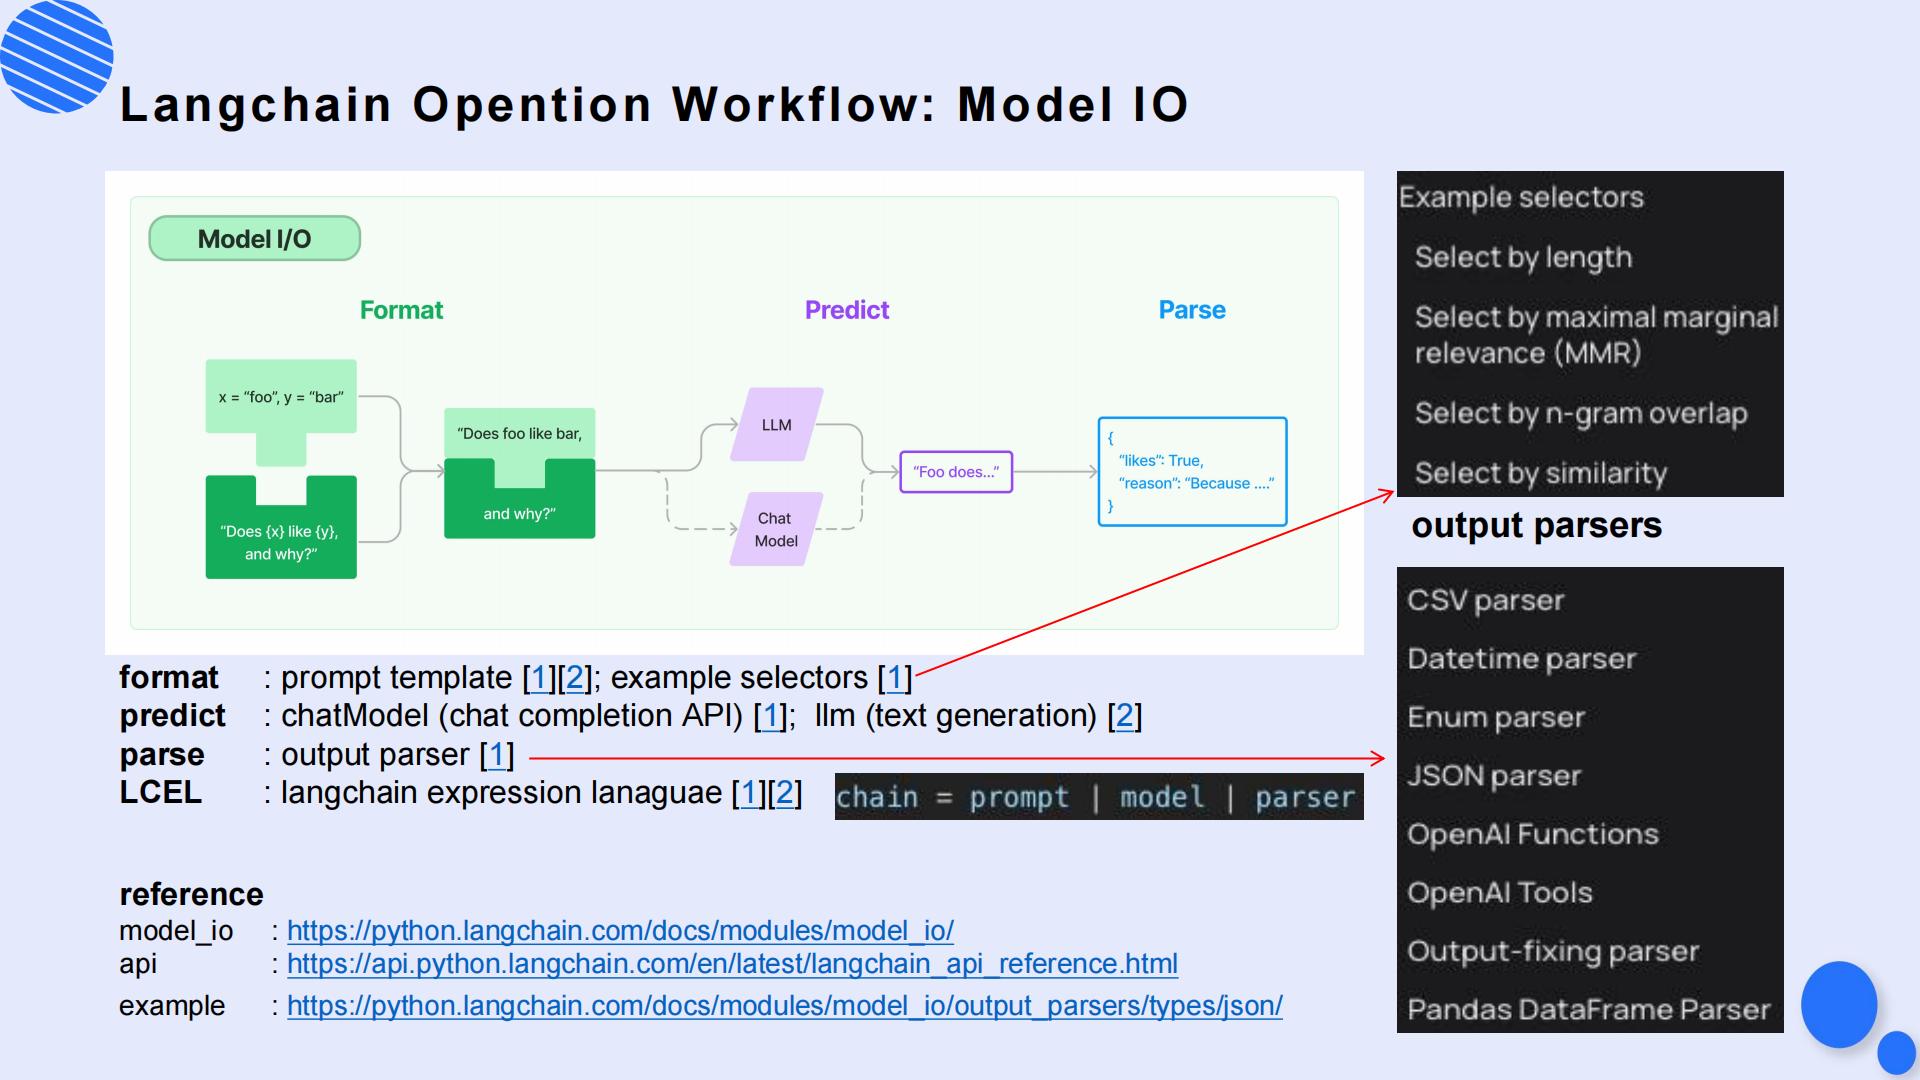 Langchain Opention Workflow: Model IO
Model I/O
Format
Predict
Parse
x = “foo”, y = “bar”
“Does {x} like {y},
and why?”
“Does foo like bar,
and why?”
LLM
Chat
Model
“Foo does...”
{
“likes”: True,
“reason”: “Because ....”
}
Example selectors
Select by length
Select by maximal marginal
relevance (MMR)
Select by n-gram overlap
Select by similarity
output parsers
CSV parser
Datetime parser
Enum parser
JSON parser
OpenAI Functions
OpenAI Tools
Output-fixing parser
Pandas DataFrame Parser
format : prompt template [1][2]; example selectors [1]
predict : chatModel (chat completion API) [1]; llm (text generation) [2]
parse : output parser [1]
LCEL : langchain expression lanaguae [1][2]
chain = prompt | model | parser
reference
model_io : https://python.langchain.com/docs/modules/model_io/
api : https://api.python.langchain.com/en/latest/langchain_api_reference.html
example : https://python.langchain.com/docs/modules/model_io/output_parsers/types/json/